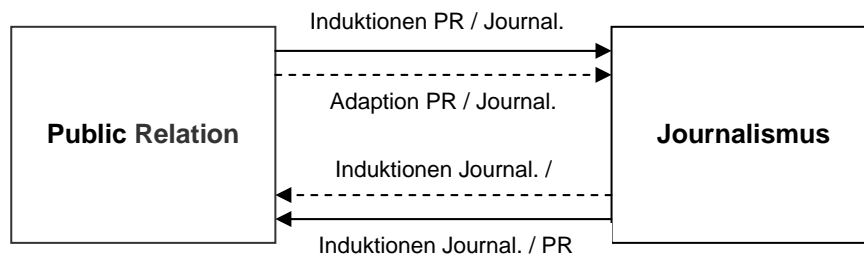 Induktionen PR / Journal.
Adaption PR / Journal.
Public Relation
Journalismus
Induktionen Journal. /
Induktionen Journal. / PR